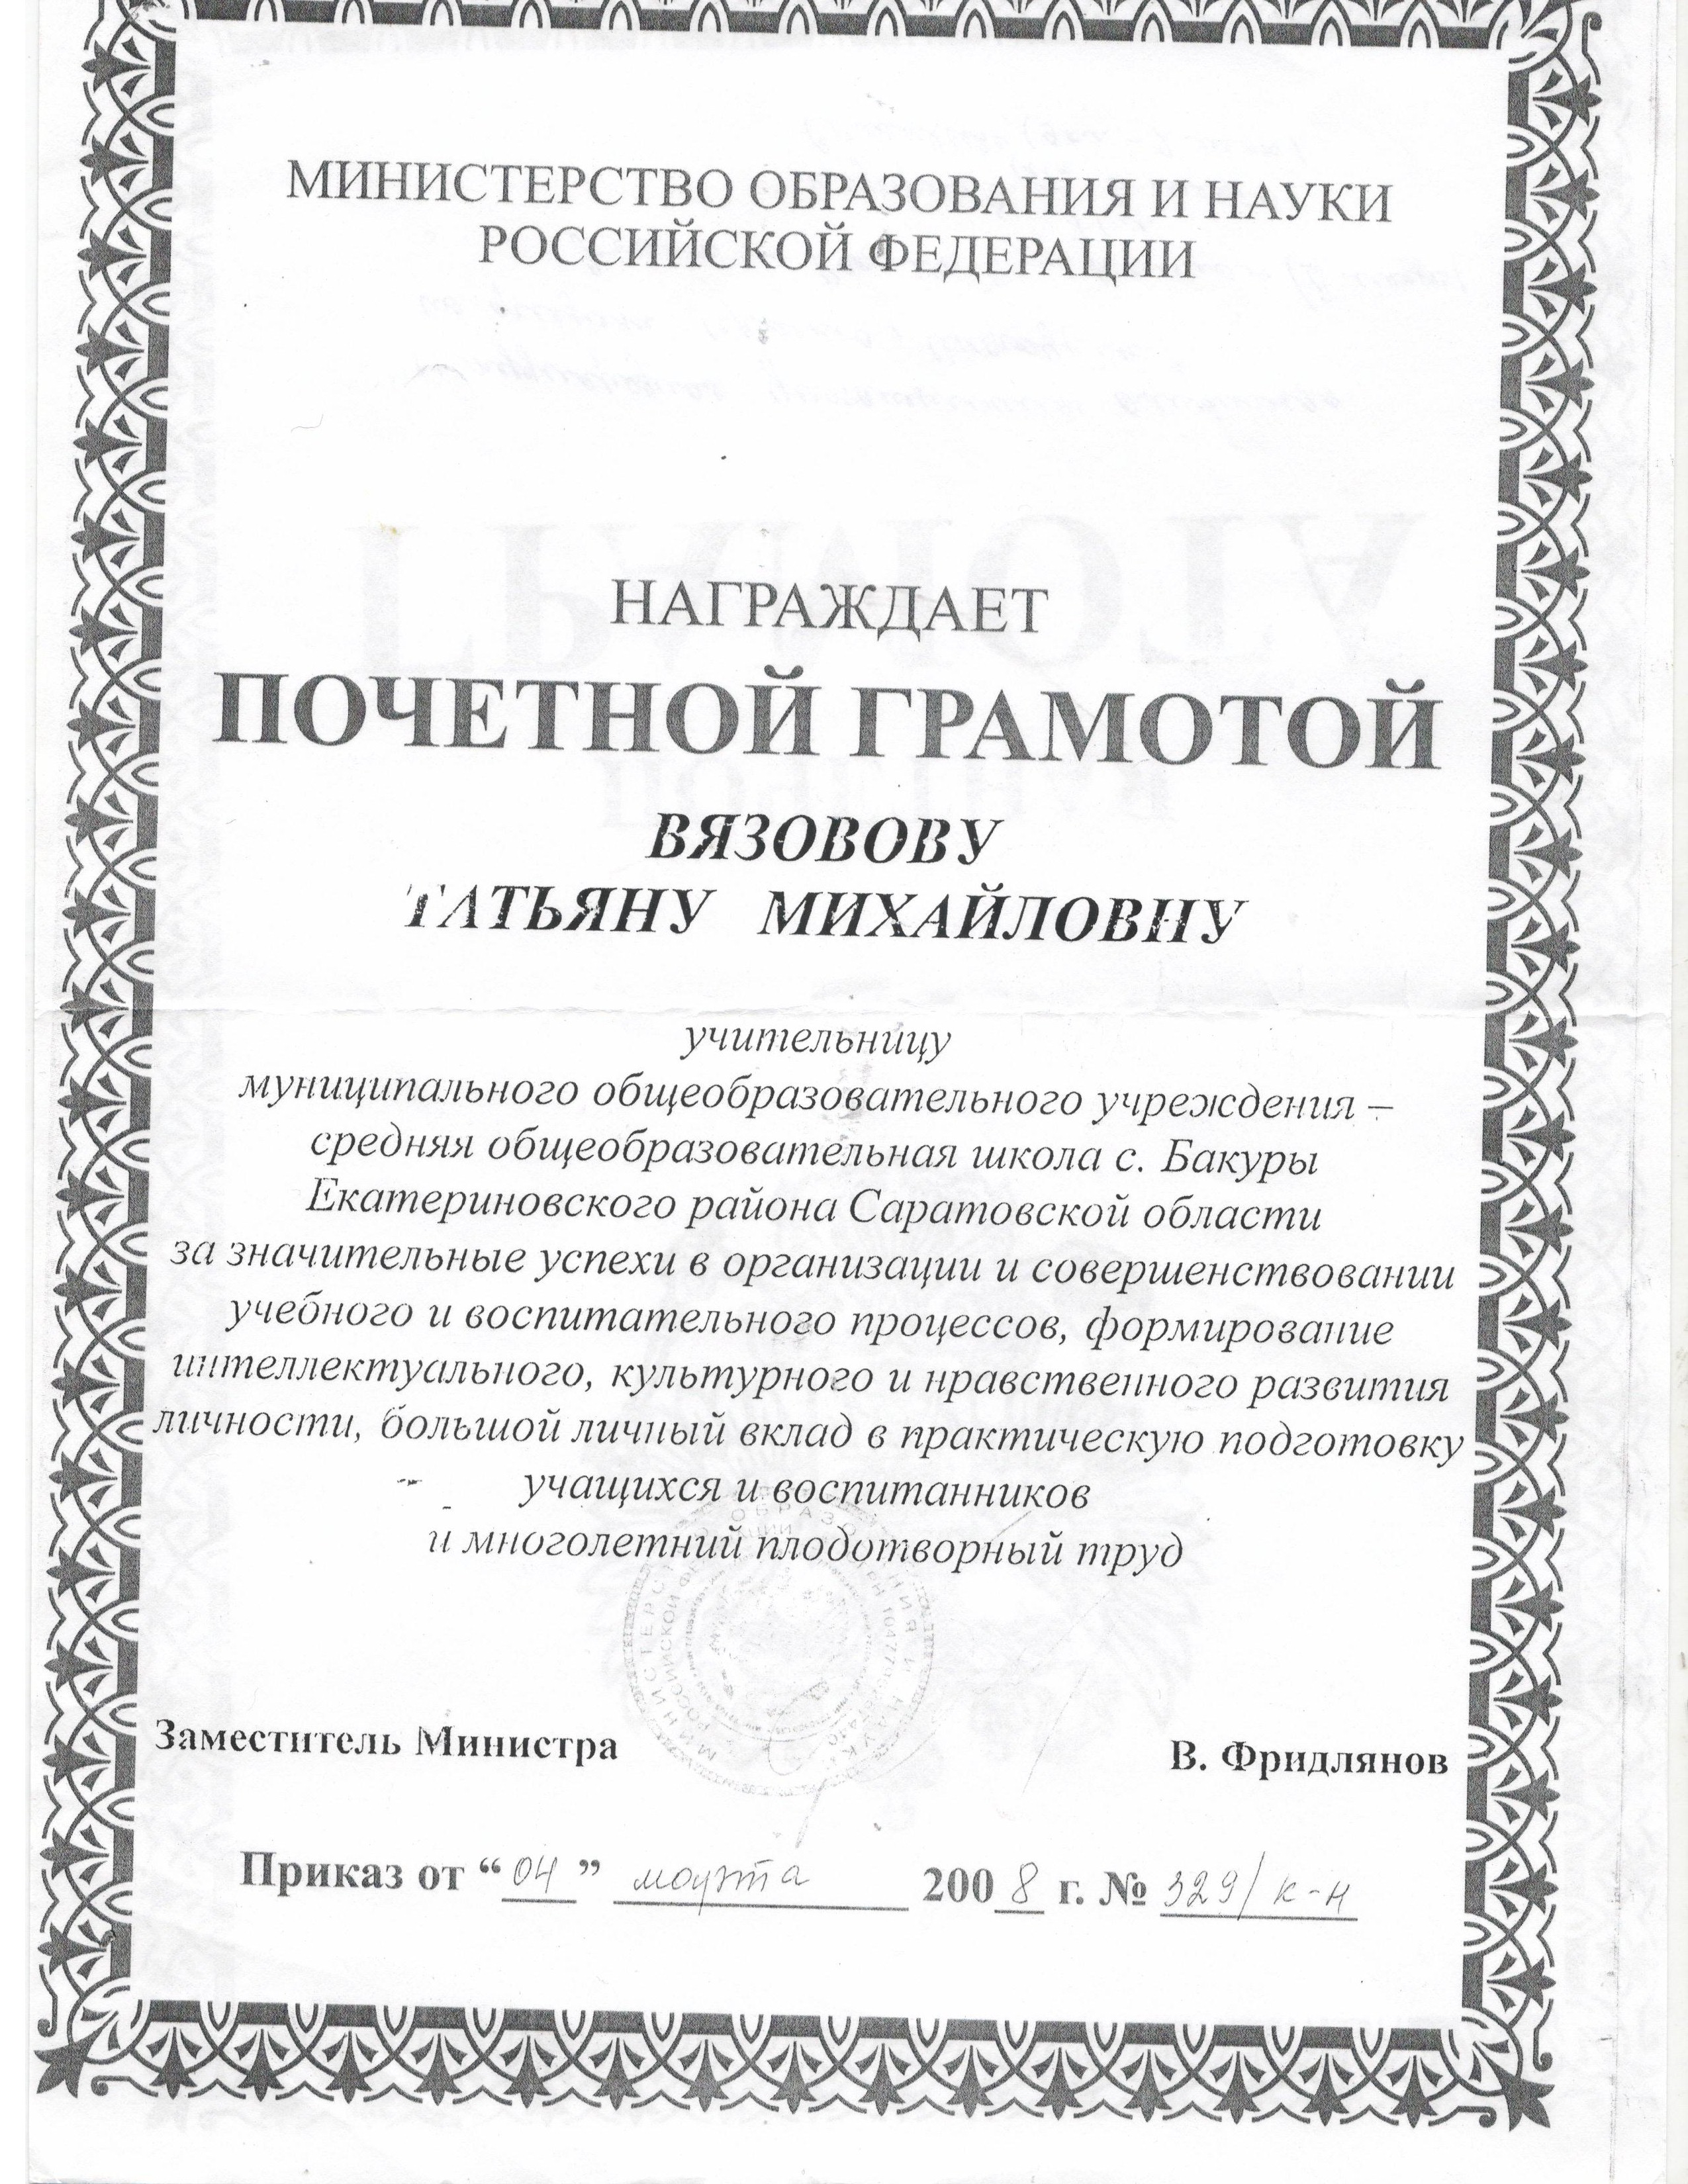 МИНИСТЕРСТВО ОБРАЗОВАНИЯ И НАУКИ
РОССИЙСКОЙ ФЕДЕРАЦИИ
НАГРАЖДАЕТ
ПОЧЕТНОЙ ГРАМОТОЙ
ВЯЗОВОВУ
ТАТЬЯНУ МИХАЙЛОВНУ
учительницу
муниципального общеобразовательного учреждения –
средняя общеобразовательная школа с. Бакуры
Екатериновского района Саратовской области
за значительные успехи в организации и совершенствовании
учебного и воспитательного процессов, формирование
интеллектуального, культурного и нравственного развития
личности, большой личный вклад в практическую подготовку
учащихся и воспитанников
и многолетний плодотворный труд
Заместитель Министра В. Фридлянов
Приказ от “04” марта 2008 г. № 329/к-н